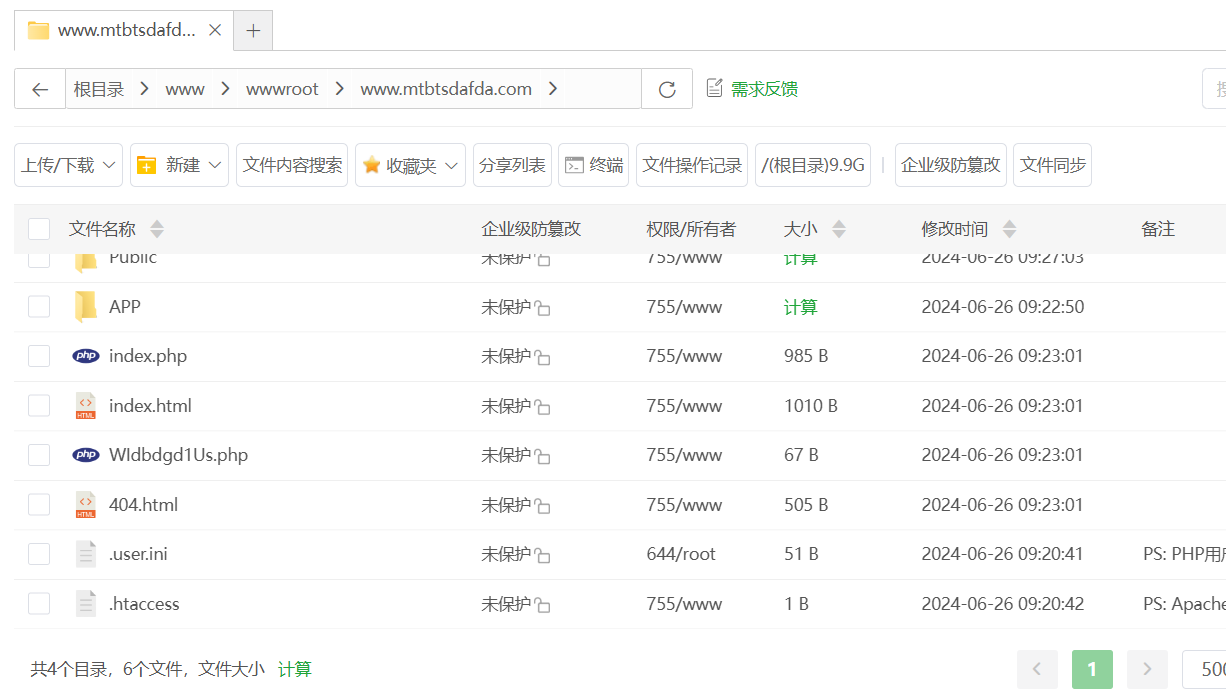 www.mtbtsdafd...
根目录 www wwwroot www.mtbtsdafda.com 需求反馈
上传/下载 新建 文件内容搜索 收藏夹 分享列表 终端 文件操作记录 /(根目录)9.9G 企业级防篡改 文件同步
文件名称 企业级防篡改 权限/所有者 大小 修改时间 备注
Public 未保护 755/www 计算 2024-06-26 09:27:03
APP 未保护 755/www 计算 2024-06-26 09:22:50
php index.php 未保护 755/www 985 B 2024-06-26 09:23:01
HTML index.html 未保护 755/www 1010 B 2024-06-26 09:23:01
php WIdbdgd1Us.php 未保护 755/www 67 B 2024-06-26 09:23:01
HTML 404.html 未保护 755/www 505 B 2024-06-26 09:23:01
.user.ini 未保护 644/root 51 B 2024-06-26 09:20:41 PS: PHP用
.htaccess 未保护 755/www 1 B 2024-06-26 09:20:42 PS: Apache
共4个目录，6个文件，文件大小 计算 1 500